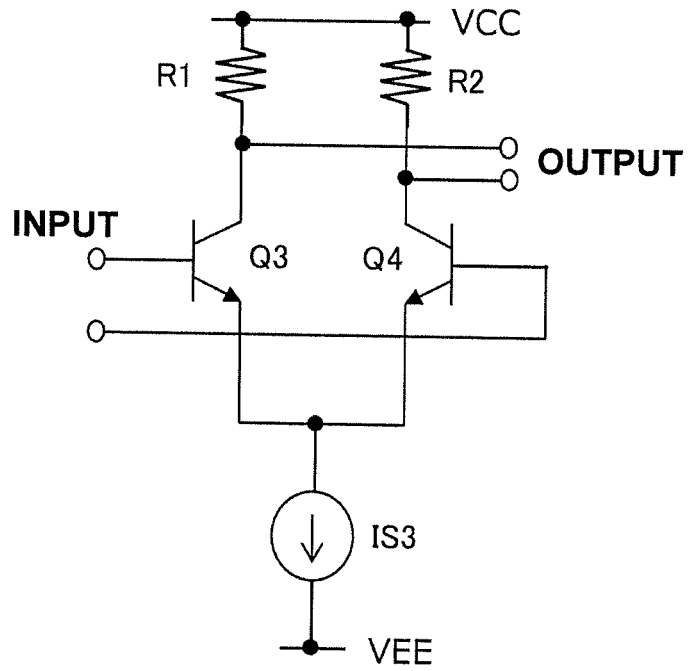 VCC
R1
R2
OUTPUT
INPUT
Q3
Q4
IS3
VEE